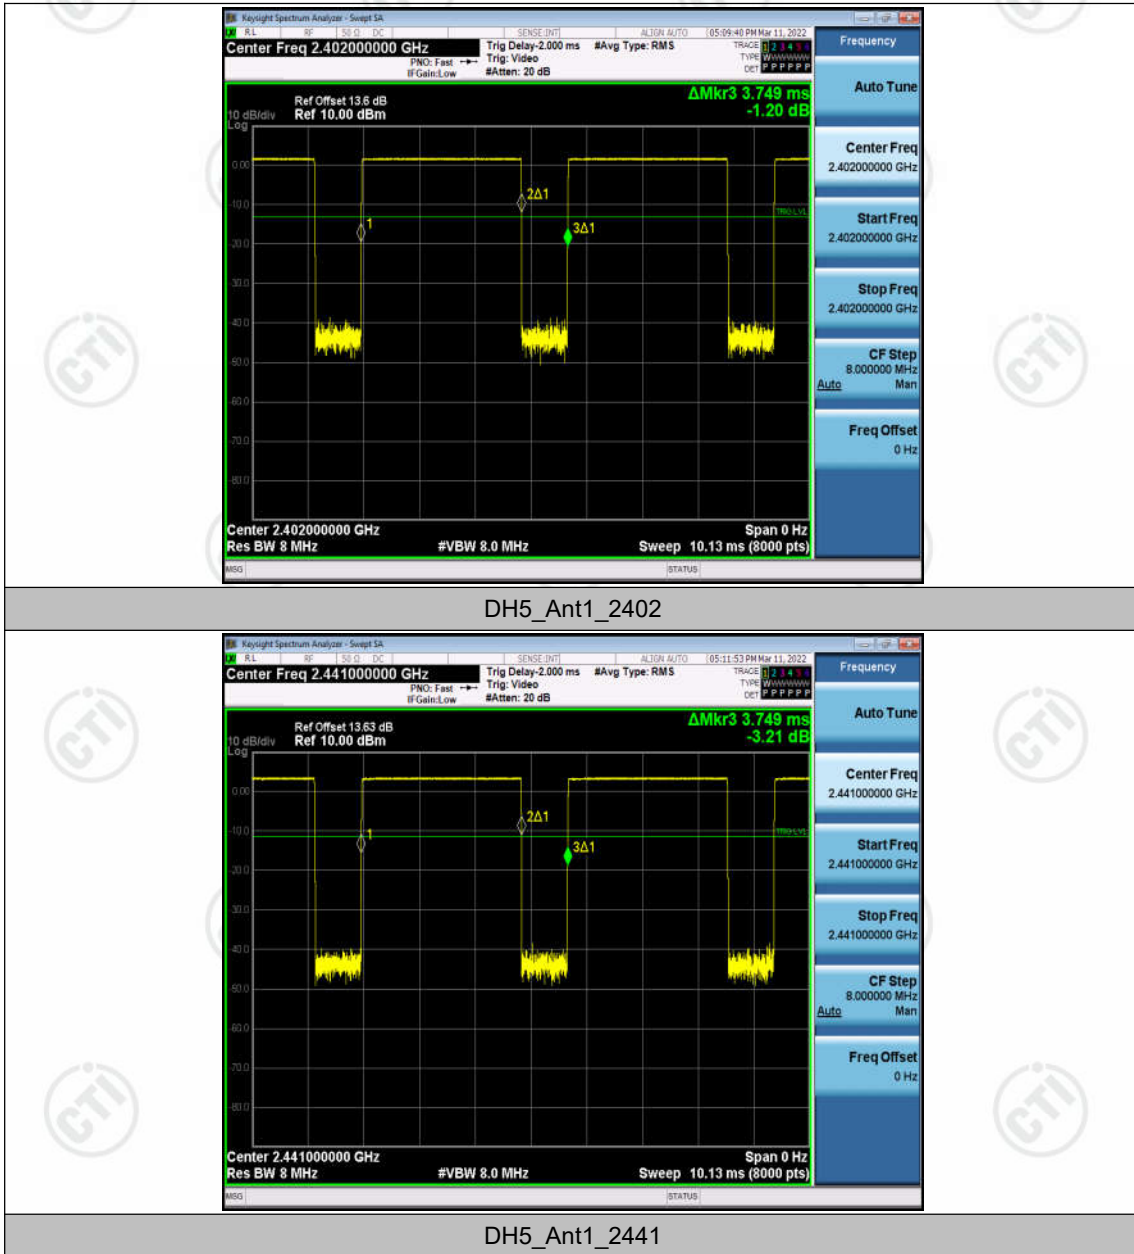 Keysight Spectrum Analyzer - Swept SA
RL RF 50 Ω DC SENSE:INT ALIGN AUTO 05:09:40 PM Mar 11, 2022
Center Freq 2.402000000 GHz
PNO: Fast
IFGain:Low
Trig Delay-2.000 ms
Trig: Video
#Atten: 20 dB
#Avg Type: RMS
TRACE 1 2 3 4 5 6
TYPE WWWWWW
DET P P P P P P
Frequency
Auto Tune
Ref Offset 13.6 dB
10 dB/div Ref 10.00 dBm
Log
ΔMkr3 3.749 ms
-1.20 dB
Center Freq
2.402000000 GHz
0.00
-10.0
-20.0
-30.0
-40.0
-50.0
-60.0
-70.0
-80.0
1
2Δ1
3Δ1
TRIG LVL
Start Freq
2.402000000 GHz
Stop Freq
2.402000000 GHz
CF Step
8.000000 MHz
Auto Man
Freq Offset
0 Hz
Center 2.402000000 GHz Span 0 Hz
Res BW 8 MHz #VBW 8.0 MHz Sweep 10.13 ms (8000 pts)
MSG STATUS
DH5_Ant1_2402
Keysight Spectrum Analyzer - Swept SA
RL RF 50 Ω DC SENSE:INT ALIGN AUTO 05:11:53 PM Mar 11, 2022
Center Freq 2.441000000 GHz
PNO: Fast
IFGain:Low
Trig Delay-2.000 ms
Trig: Video
#Atten: 20 dB
#Avg Type: RMS
TRACE 1 2 3 4 5 6
TYPE WWWWWW
DET P P P P P P
Frequency
Auto Tune
Ref Offset 13.63 dB
10 dB/div Ref 10.00 dBm
Log
ΔMkr3 3.749 ms
-3.21 dB
Center Freq
2.441000000 GHz
0.00
-10.0
-20.0
-30.0
-40.0
-50.0
-60.0
-70.0
-80.0
1
2Δ1
3Δ1
TRIG LVL
Start Freq
2.441000000 GHz
Stop Freq
2.441000000 GHz
CF Step
8.000000 MHz
Auto Man
Freq Offset
0 Hz
Center 2.441000000 GHz Span 0 Hz
Res BW 8 MHz #VBW 8.0 MHz Sweep 10.13 ms (8000 pts)
MSG STATUS
DH5_Ant1_2441
CTI
CTI
CTI
CTI
CTI
CTI